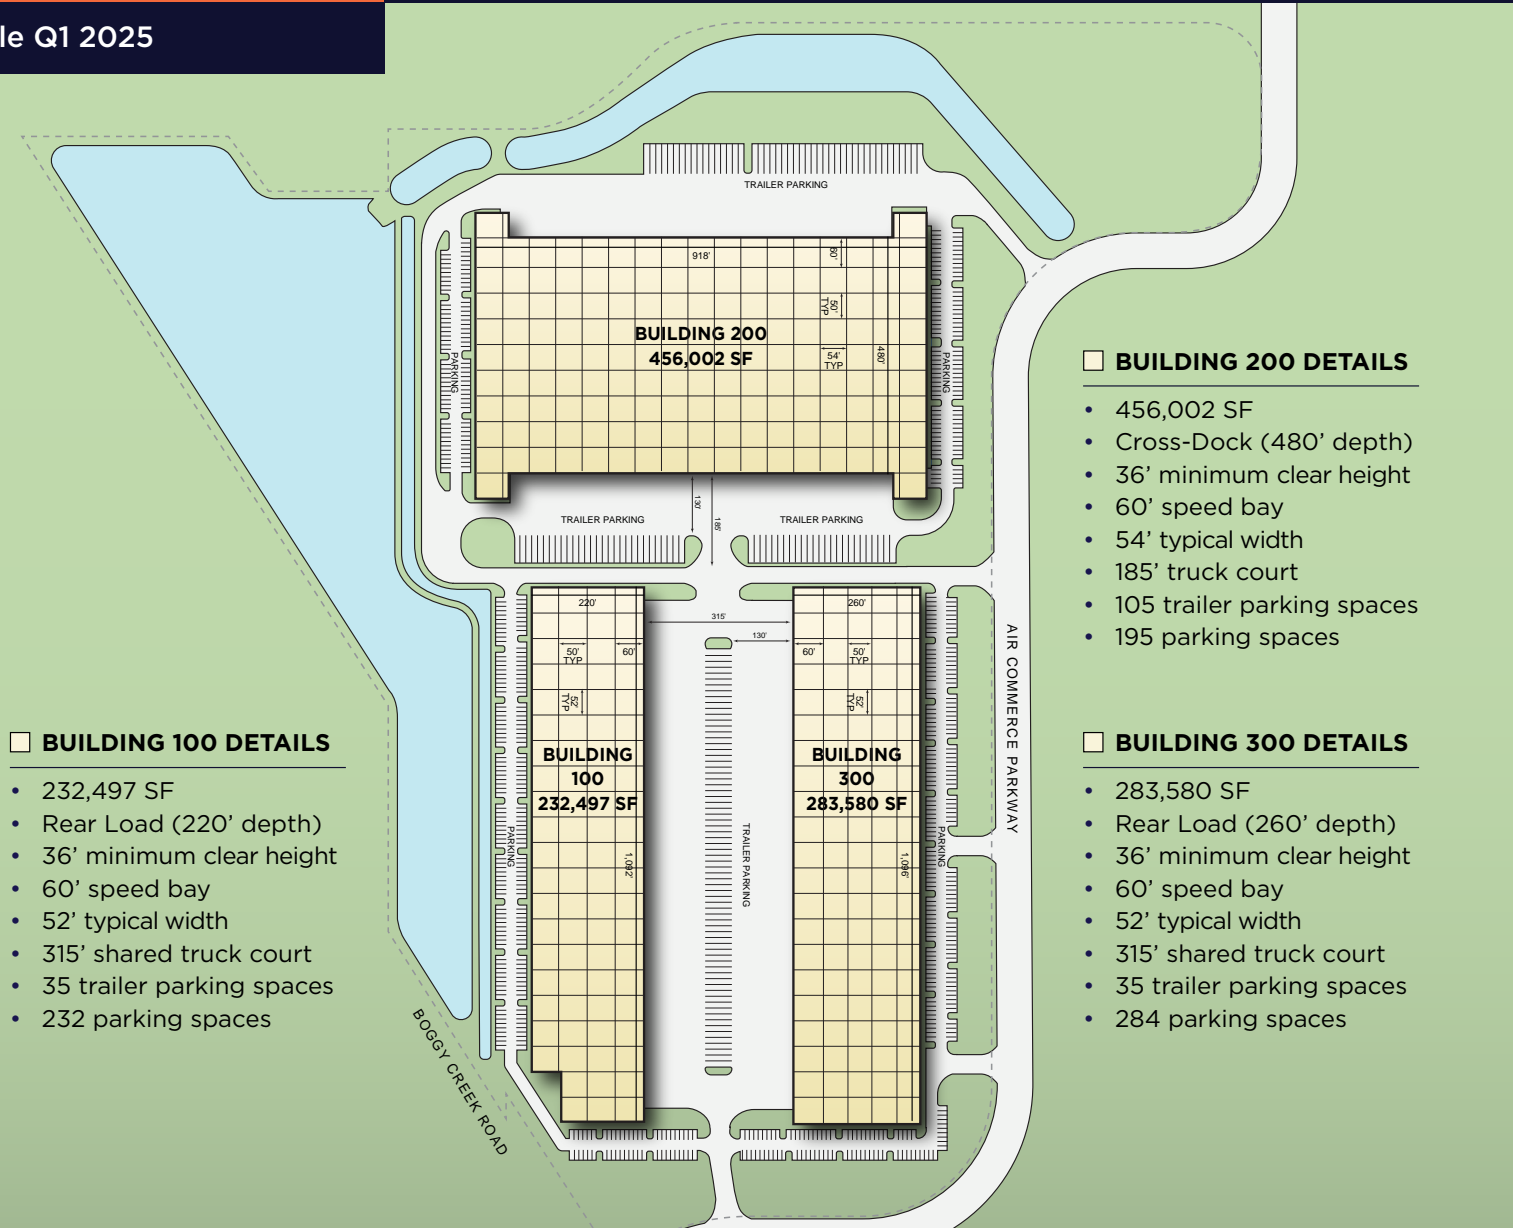 le Q1 2025
TRAILER PARKING
918'
60'
50'
TYP
BUILDING 200
456,002 SF
54'
TYP
480'
PARKING
PARKING
130'
185'
TRAILER PARKING
TRAILER PARKING
220'
260'
315'
130'
50'
TYP
60'
60'
50'
TYP
52'
TYP
52'
TYP
BUILDING
100
232,497 SF
BUILDING
300
283,580 SF
1,092'
1,096'
PARKING
TRAILER PARKING
PARKING
AIR COMMERCE PARKWAY
BOGGY CREEK ROAD
BUILDING 200 DETAILS
• 456,002 SF
• Cross-Dock (480’ depth)
• 36’ minimum clear height
• 60’ speed bay
• 54’ typical width
• 185’ truck court
• 105 trailer parking spaces
• 195 parking spaces
BUILDING 100 DETAILS
• 232,497 SF
• Rear Load (220’ depth)
• 36’ minimum clear height
• 60’ speed bay
• 52’ typical width
• 315’ shared truck court
• 35 trailer parking spaces
• 232 parking spaces
BUILDING 300 DETAILS
• 283,580 SF
• Rear Load (260’ depth)
• 36’ minimum clear height
• 60’ speed bay
• 52’ typical width
• 315’ shared truck court
• 35 trailer parking spaces
• 284 parking spaces